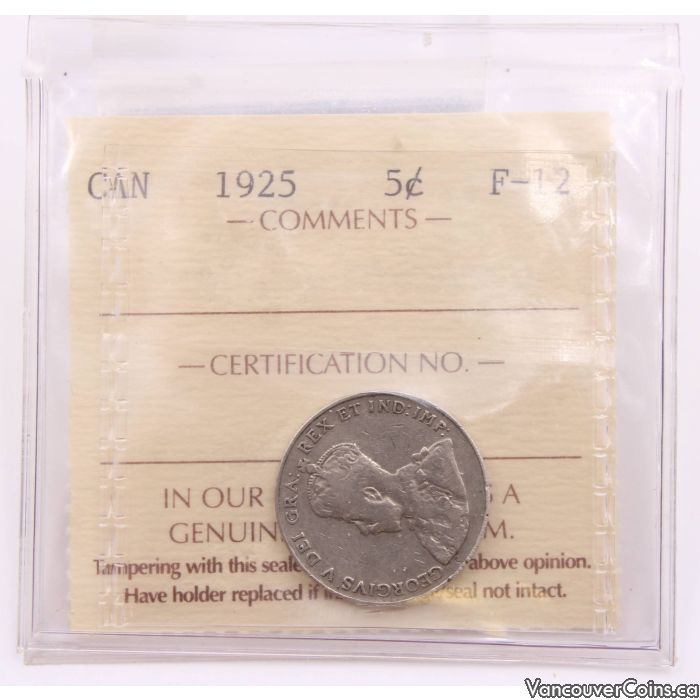 CAN 1925 5¢ F-12
— COMMENTS —
— CERTIFICATION NO. —
GEORGIVS V DEI GRA: REX ET IND: IMP:
IN OUR A
GENUIN M.
Tampering with this seale above opinion.
Have holder replaced if seal not intact.
VancouverCoins.ca